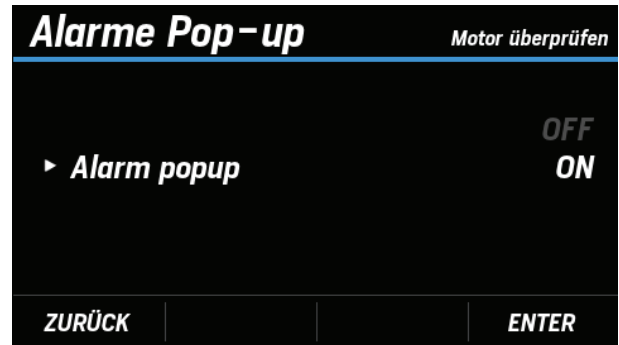 Alarme Pop-up Motor überprüfen
OFF
▸ Alarm popup ON
ZURÜCK ENTER